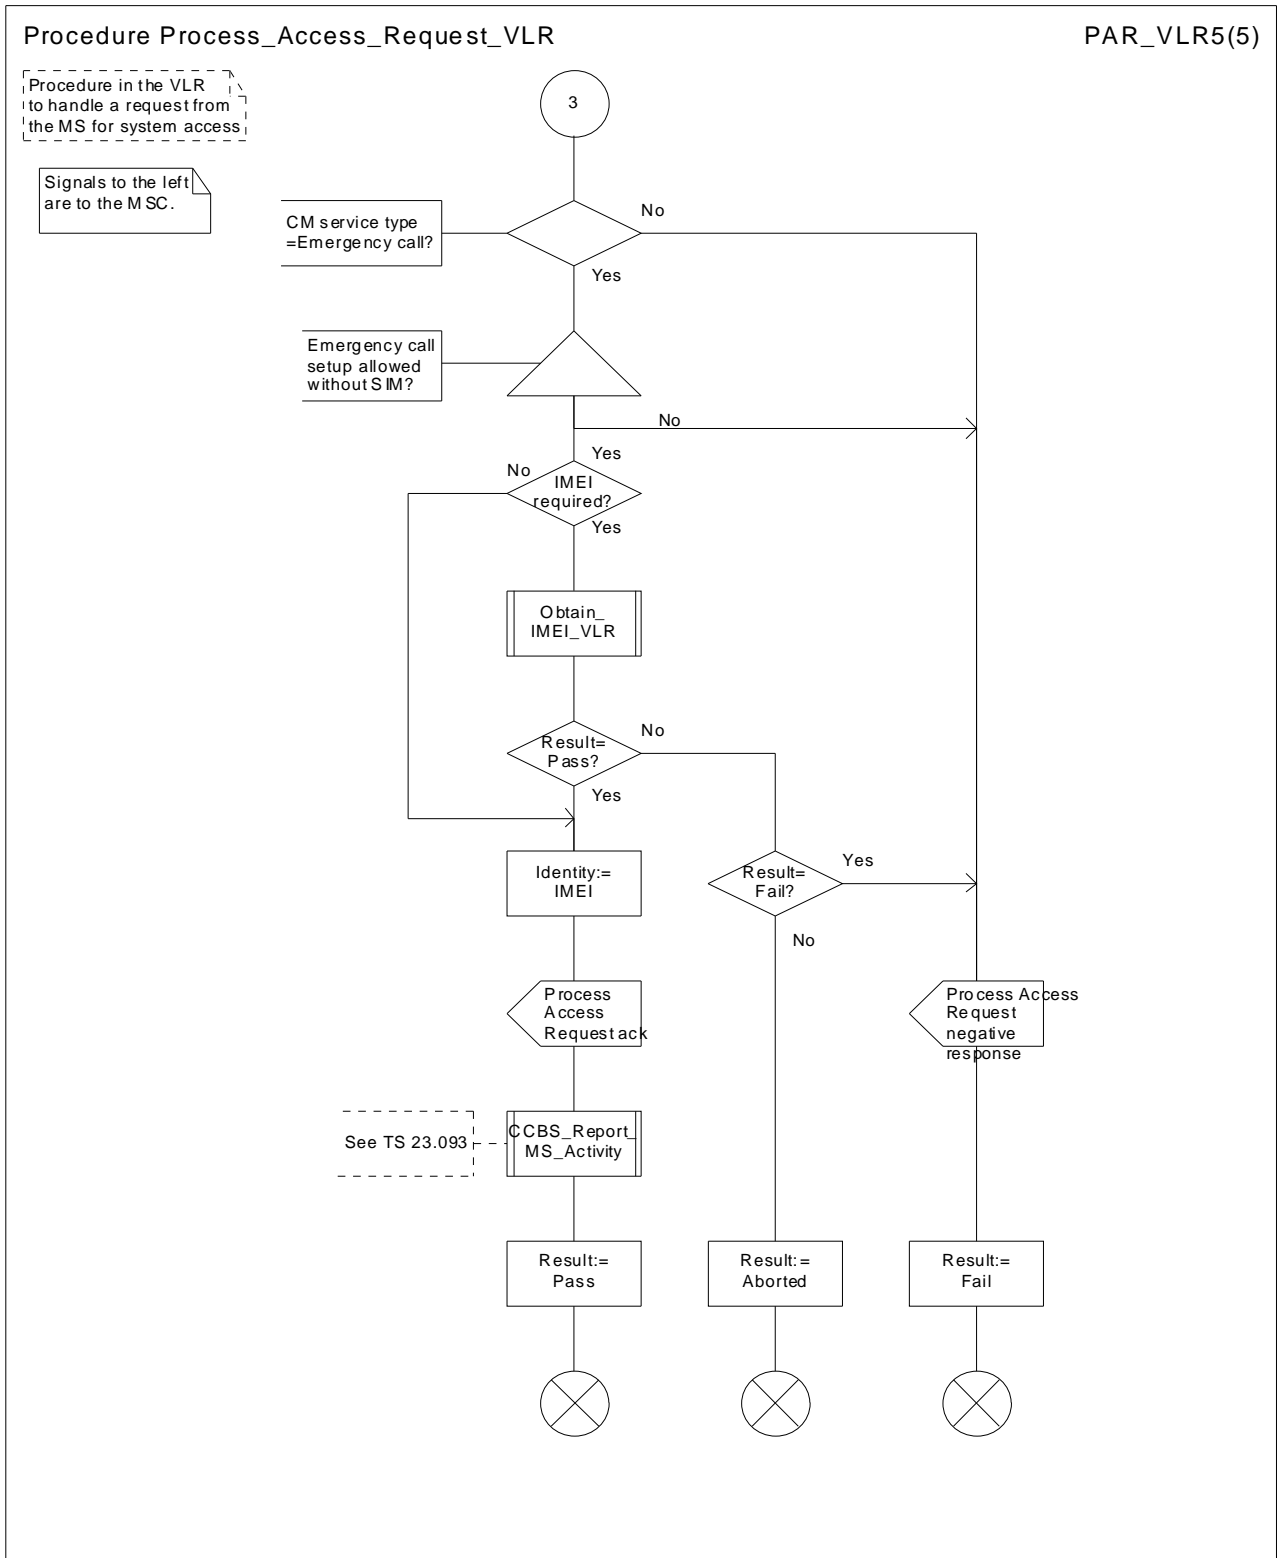 Procedure Process_Access_Request_VLR
PAR_VLR5(5)
Procedure in the VLR
to handle a request from
the MS for system access
Signals to the left
are to the MSC.
3
CM service type
=Emergency call?
No
Yes
Emergency call
setup allowed
without SIM?
No
Yes
No
IMEI
required?
Yes
Obtain_
IMEI_VLR
Result=
Pass?
No
Yes
Identity:=
IMEI
Result=
Fail?
Yes
No
Process
Access
Request ack
Process Access
Request
negative
response
See TS 23.093
CCBS_Report_
MS_Activity
Result:=
Pass
Result:=
Aborted
Result:=
Fail